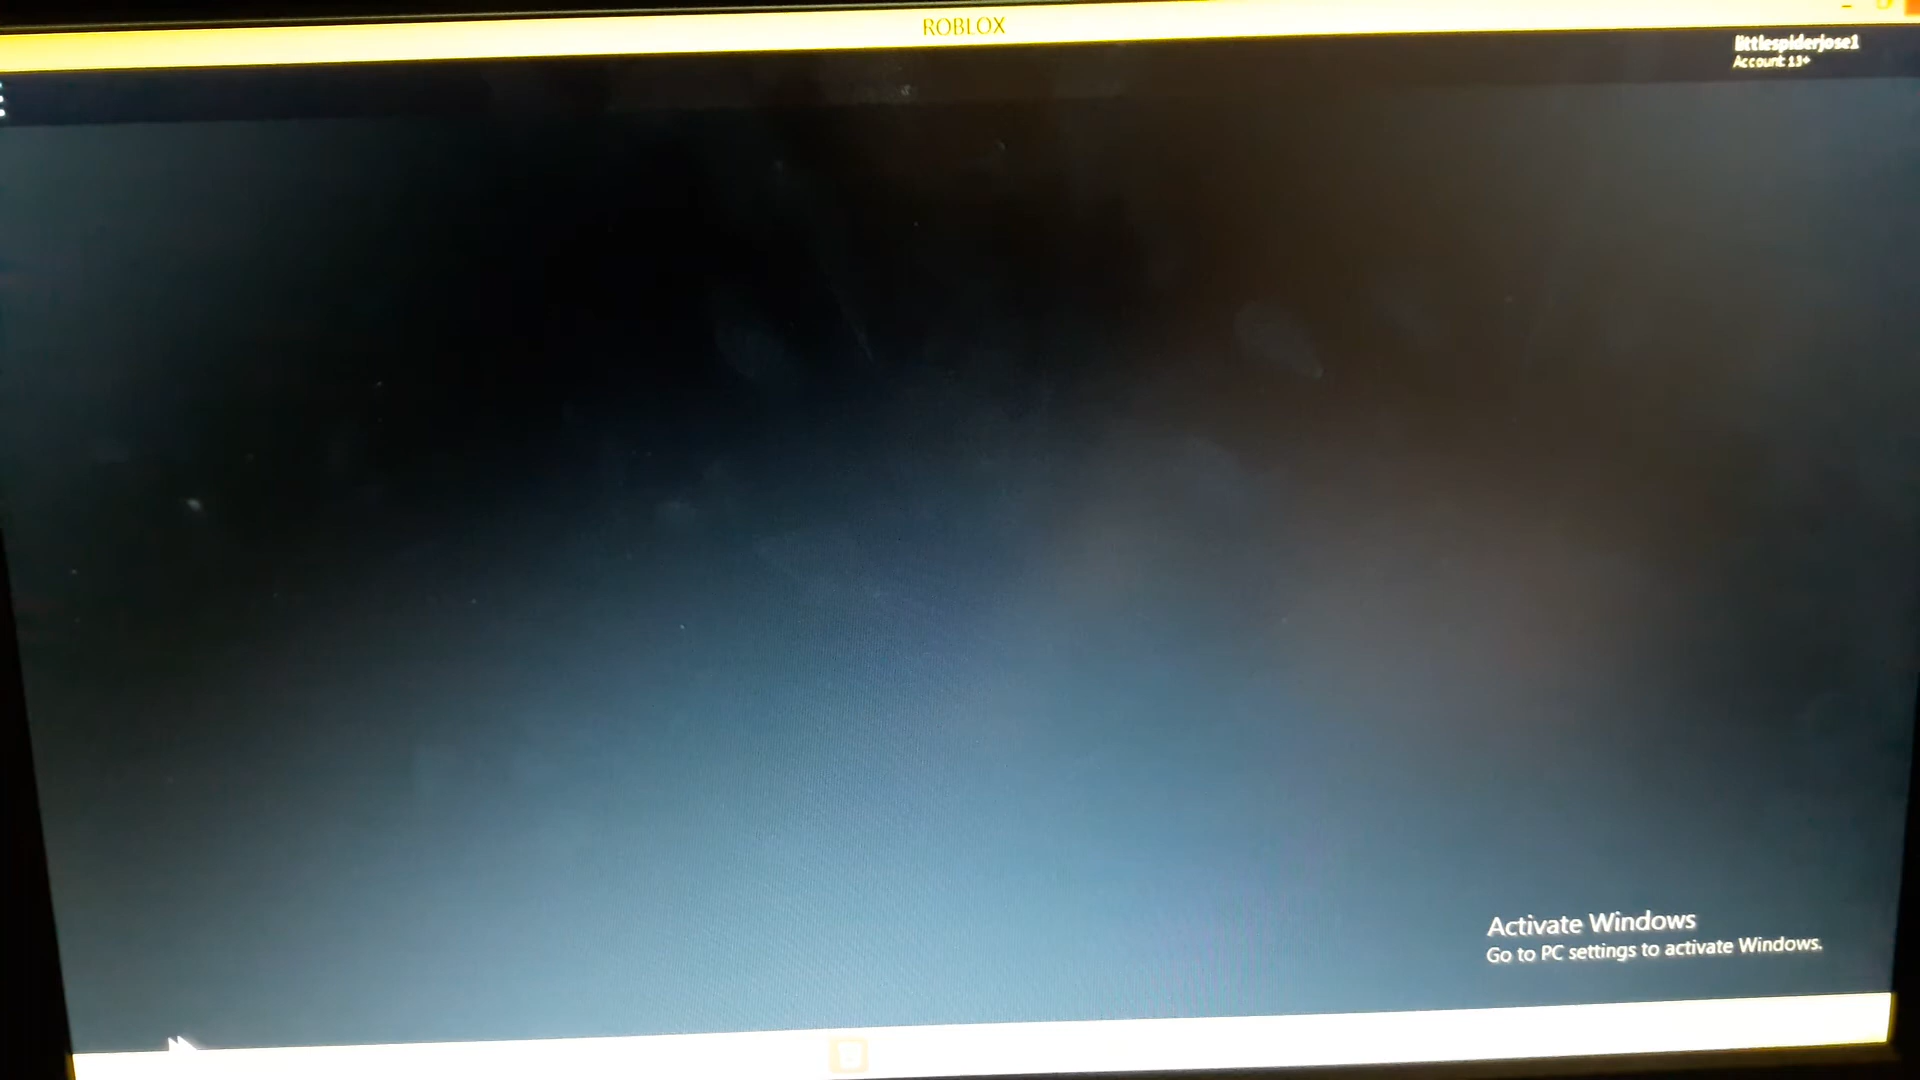 ROBLOX
littlespiderjose1
Account: 13+
Activate Windows
Go to PC settings to activate Windows.